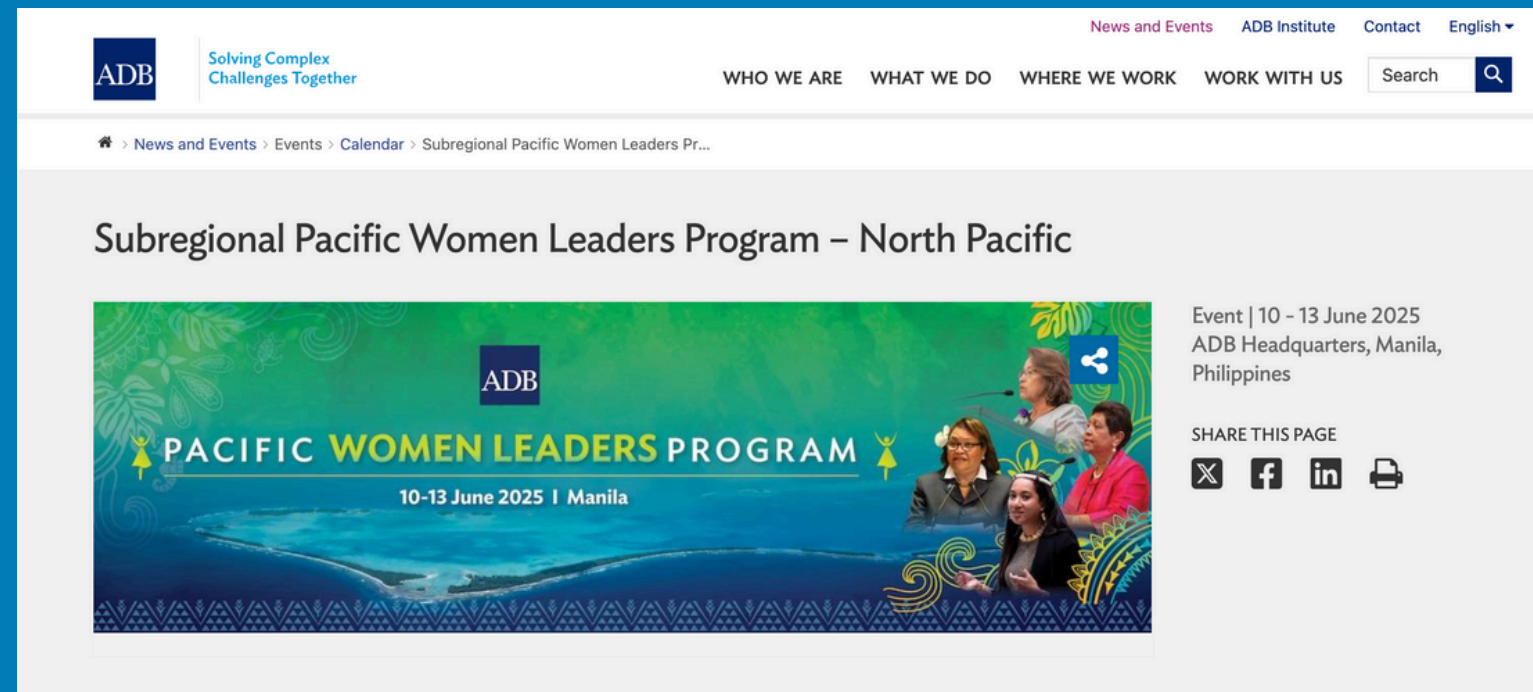 News and Events ADB Institute Contact English
ADB
Solving Complex
Challenges Together
WHO WE ARE WHAT WE DO WHERE WE WORK WORK WITH US Search
> News and Events > Events > Calendar > Subregional Pacific Women Leaders Pr...
Subregional Pacific Women Leaders Program – North Pacific
ADB
PACIFIC WOMEN LEADERS PROGRAM
10-13 June 2025 I Manila
Event | 10 - 13 June 2025
ADB Headquarters, Manila,
Philippines
SHARE THIS PAGE